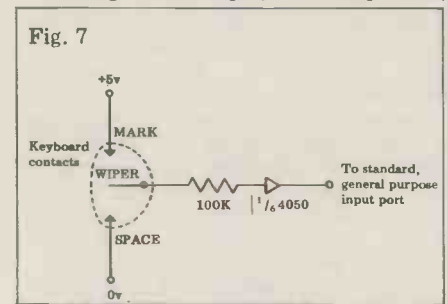 Fig. 7
+5v
MARK
Keyboard
contacts
WIPER
100K
1/6 4050
To standard,
general purpose
input port
SPACE
0v